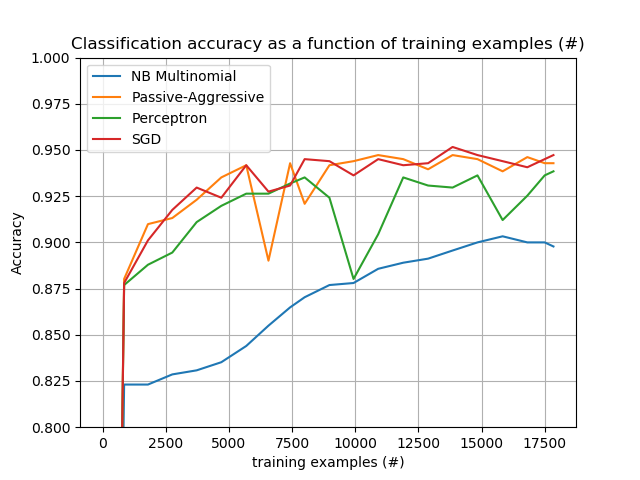 Classification accuracy as a function of training examples (#)
1.000
0.975
0.950
0.925
0.900
0.875
0.850
0.825
0.800
Accuracy
NB Multinomial
Passive-Aggressive
Perceptron
SGD
0 2500 5000 7500 10000 12500 15000 17500
training examples (#)